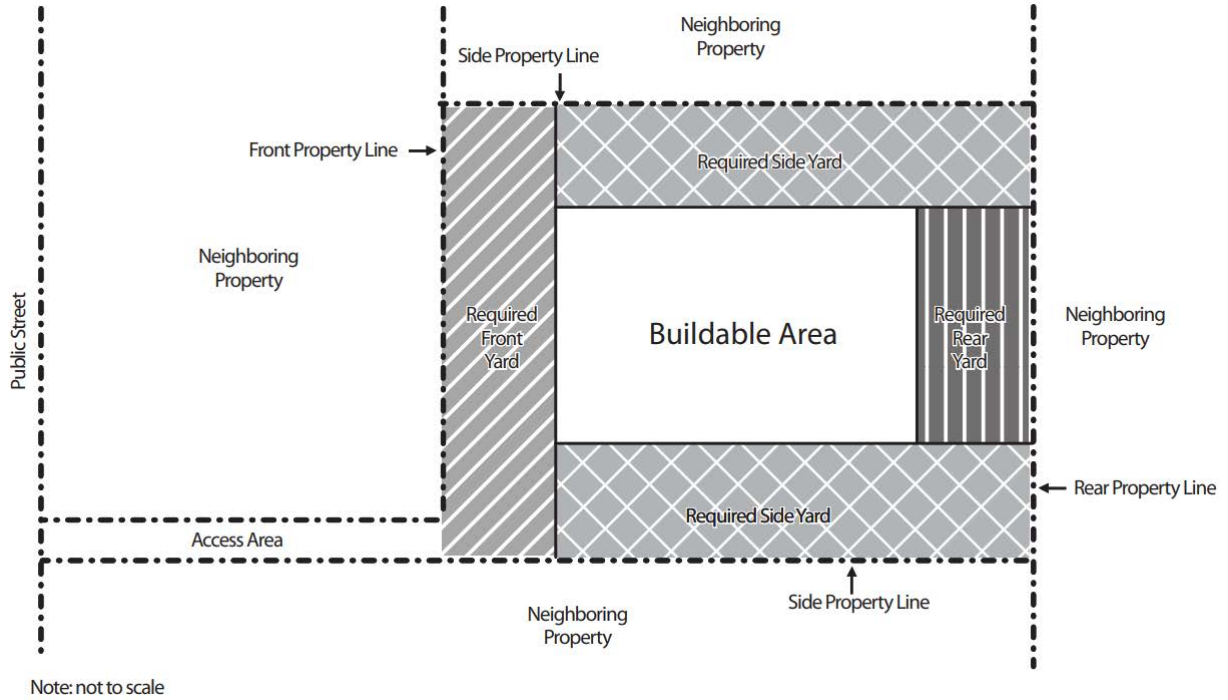 Neighboring
Property
Side Property Line
Front Property Line
Required Side Yard
Neighboring
Property
Public Street
Required
Front
Yard
Buildable Area
Required
Rear
Yard
Neighboring
Property
Rear Property Line
Required Side Yard
Access Area
Side Property Line
Neighboring
Property
Note: not to scale